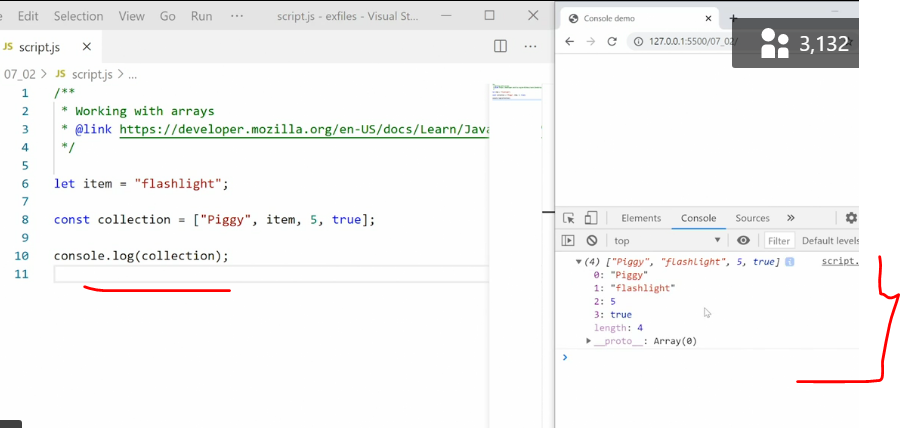 Edit Selection View Go Run ··· script.js - exfiles - Visual St...
JS script.js
07_02 > JS script.js > ...
1 /**
2 * Working with arrays
3 * @link https://developer.mozilla.org/en-US/docs/Learn/Java
4 */
5
6 let item = "flashlight";
7
8 const collection = ["Piggy", item, 5, true];
9
10 console.log(collection);
11
Console demo
127.0.0.1:5500/07_02/
3,132
Elements Console Sources »
top Filter Default levels
(4) ["Piggy", "flashlight", 5, true] i script.
0: "Piggy"
1: "flashlight"
2: 5
3: true
length: 4
__proto__: Array(0)